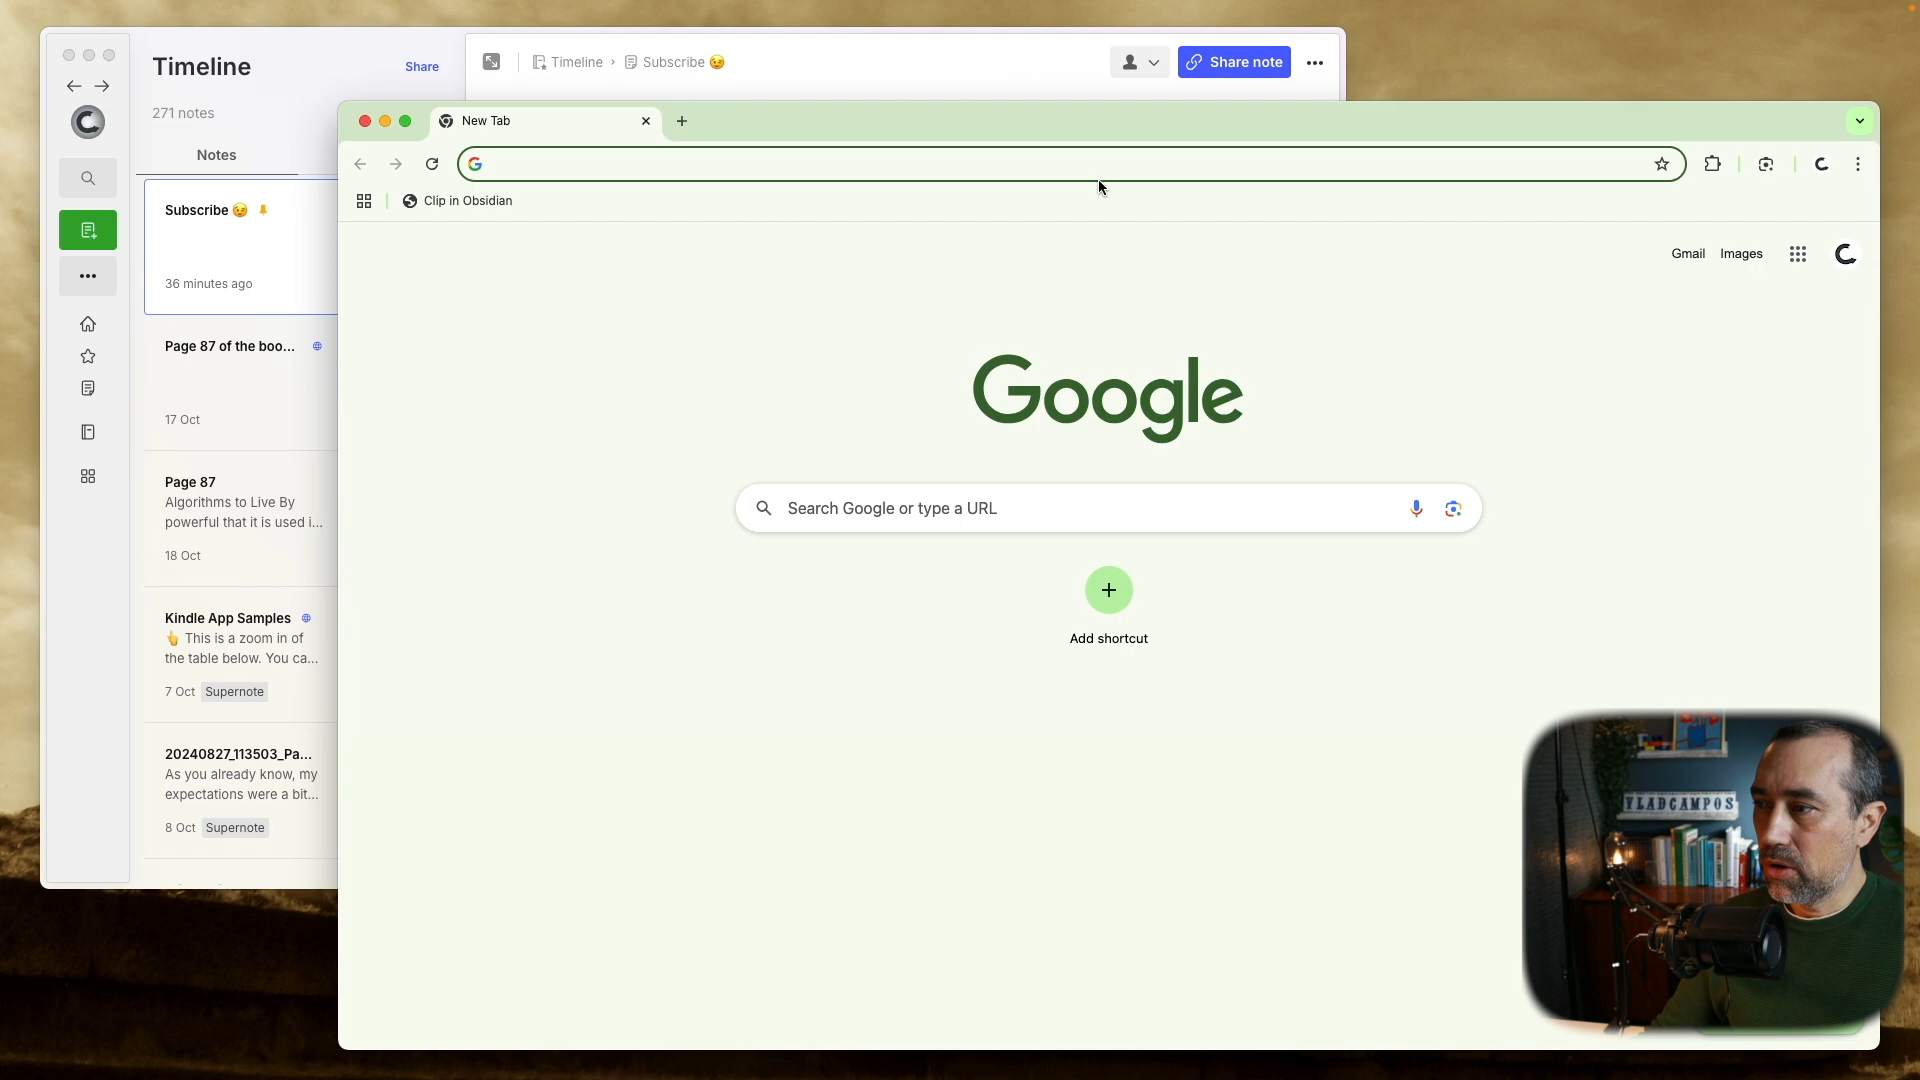 Timeline
Share
271 notes
Notes
Subscribe 😉
36 minutes ago
Page 87 of the boo...
17 Oct
Page 87
Algorithms to Live By
powerful that it is used i...
18 Oct
Kindle App Samples
👆 This is a zoom in of
the table below. You ca...
7 Oct Supernote
20240827_113503_Pa...
As you already know, my
expectations were a bit...
8 Oct Supernote
Timeline › Subscribe 😉
Share note
New Tab
Clip in Obsidian
Gmail Images
Google
Search Google or type a URL
Add shortcut
VLADCAMPOS